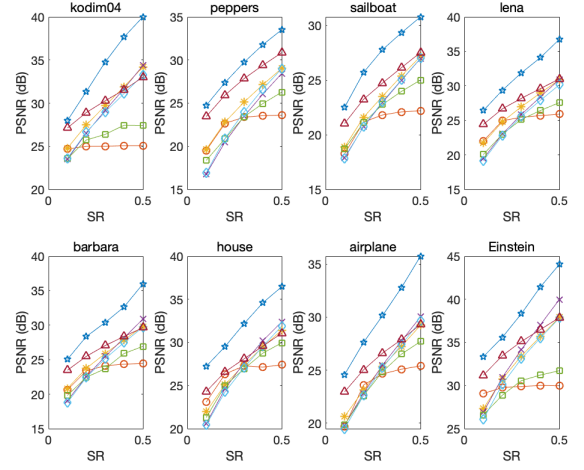 kodim04 peppers sailboat lena
40 35 30 40
35 30 35
30 25 25 30
25 20 20 25
20 15 15 20
0 0.5 0 0.5 0 0.5 0 0.5
SR SR SR SR
PSNR (dB) PSNR (dB) PSNR (dB) PSNR (dB)
barbara house airplane Einstein
40 40 35 45
35 35 40
30 30 30 35
25 25 25 30
20 20 20 25
15 0 0.5 0 0.5 0 0.5 0 0.5
SR SR SR SR
PSNR (dB) PSNR (dB) PSNR (dB) PSNR (dB)